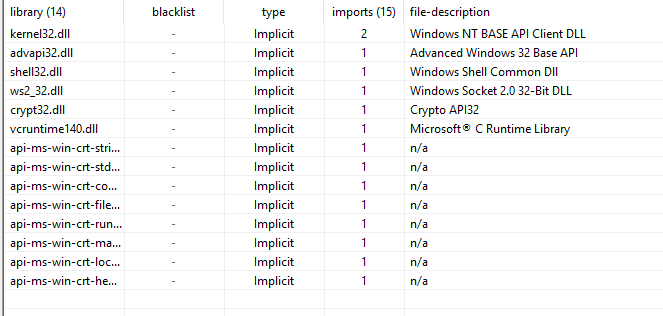 library (14) blacklist type imports (15) file-description
kernel32.dll - Implicit 2 Windows NT BASE API Client DLL
advapi32.dll - Implicit 1 Advanced Windows 32 Base API
shell32.dll - Implicit 1 Windows Shell Common Dll
ws2_32.dll - Implicit 1 Windows Socket 2.0 32-Bit DLL
crypt32.dll - Implicit 1 Crypto API32
vcruntime140.dll - Implicit 1 Microsoft® C Runtime Library
api-ms-win-crt-stri... - Implicit 1 n/a
api-ms-win-crt-std... - Implicit 1 n/a
api-ms-win-crt-co... - Implicit 1 n/a
api-ms-win-crt-file... - Implicit 1 n/a
api-ms-win-crt-run... - Implicit 1 n/a
api-ms-win-crt-ma... - Implicit 1 n/a
api-ms-win-crt-loc... - Implicit 1 n/a
api-ms-win-crt-he... - Implicit 1 n/a